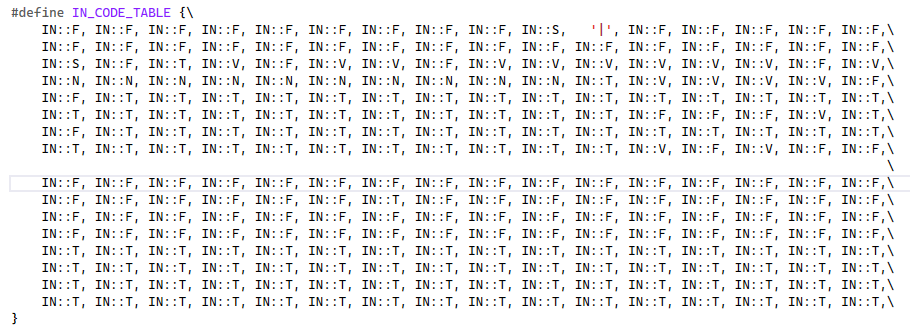 #define IN_CODE_TABLE {\
IN::F, IN::F, IN::F, IN::F, IN::F, IN::F, IN::F, IN::F, IN::F, IN::S, '|', IN::F, IN::F, IN::F, IN::F, IN::F,\
IN::F, IN::F, IN::F, IN::F, IN::F, IN::F, IN::F, IN::F, IN::F, IN::F, IN::F, IN::F, IN::F, IN::F, IN::F, IN::F,\
IN::S, IN::F, IN::T, IN::V, IN::F, IN::V, IN::V, IN::F, IN::V, IN::V, IN::V, IN::V, IN::V, IN::V, IN::F, IN::V,\
IN::N, IN::N, IN::N, IN::N, IN::N, IN::N, IN::N, IN::N, IN::N, IN::N, IN::T, IN::V, IN::V, IN::V, IN::V, IN::F,\
IN::F, IN::T, IN::T, IN::T, IN::T, IN::T, IN::T, IN::T, IN::T, IN::T, IN::T, IN::T, IN::T, IN::T, IN::T, IN::T,\
IN::T, IN::T, IN::T, IN::T, IN::T, IN::T, IN::T, IN::T, IN::T, IN::T, IN::T, IN::F, IN::F, IN::F, IN::V, IN::T,\
IN::F, IN::T, IN::T, IN::T, IN::T, IN::T, IN::T, IN::T, IN::T, IN::T, IN::T, IN::T, IN::T, IN::T, IN::T, IN::T,\
IN::T, IN::T, IN::T, IN::T, IN::T, IN::T, IN::T, IN::T, IN::T, IN::T, IN::T, IN::V, IN::F, IN::V, IN::F, IN::F,\
\
IN::F, IN::F, IN::F, IN::F, IN::F, IN::F, IN::F, IN::F, IN::F, IN::F, IN::F, IN::F, IN::F, IN::F, IN::F, IN::F,\
IN::F, IN::F, IN::F, IN::F, IN::F, IN::F, IN::T, IN::F, IN::F, IN::F, IN::F, IN::F, IN::F, IN::F, IN::F, IN::F,\
IN::F, IN::F, IN::F, IN::F, IN::F, IN::F, IN::F, IN::F, IN::F, IN::F, IN::F, IN::F, IN::F, IN::F, IN::F, IN::F,\
IN::F, IN::F, IN::F, IN::F, IN::F, IN::F, IN::F, IN::F, IN::F, IN::F, IN::F, IN::F, IN::F, IN::F, IN::F, IN::F,\
IN::T, IN::T, IN::T, IN::T, IN::T, IN::T, IN::T, IN::T, IN::T, IN::T, IN::T, IN::T, IN::T, IN::T, IN::T, IN::T,\
IN::T, IN::T, IN::T, IN::T, IN::T, IN::T, IN::T, IN::T, IN::T, IN::T, IN::T, IN::T, IN::T, IN::T, IN::T, IN::T,\
IN::T, IN::T, IN::T, IN::T, IN::T, IN::T, IN::T, IN::T, IN::T, IN::T, IN::T, IN::T, IN::T, IN::T, IN::T, IN::T,\
IN::T, IN::T, IN::T, IN::T, IN::T, IN::T, IN::T, IN::T, IN::T, IN::T, IN::T, IN::T, IN::T, IN::T, IN::T, IN::T,\
}